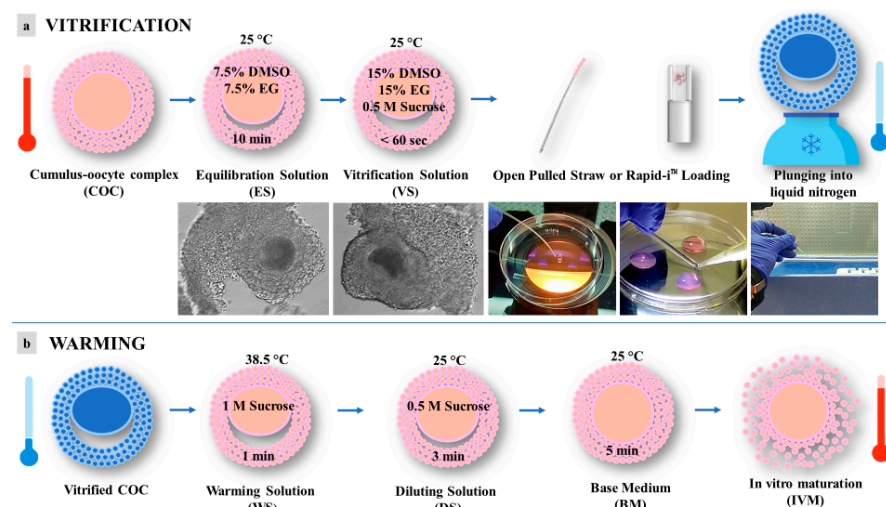 a VITRIFICATION
25 °C
25 °C
7.5% DMSO
7.5% EG
10 min
15% DMSO
15% EG
0.5 M Sucrose
< 60 sec
Cumulus-oocyte complex
(COC)
Equilibration Solution
(ES)
Vitrification Solution
(VS)
Open Pulled Straw or Rapid-i™ Loading
Plunging into
liquid nitrogen
b WARMING
38.5 °C
25 °C
25 °C
1 M Sucrose
1 min
0.5 M Sucrose
3 min
5 min
Vitrified COC
Warming Solution
(WS)
Diluting Solution
(DS)
Base Medium
(BM)
In vitro maturation
(IVM)